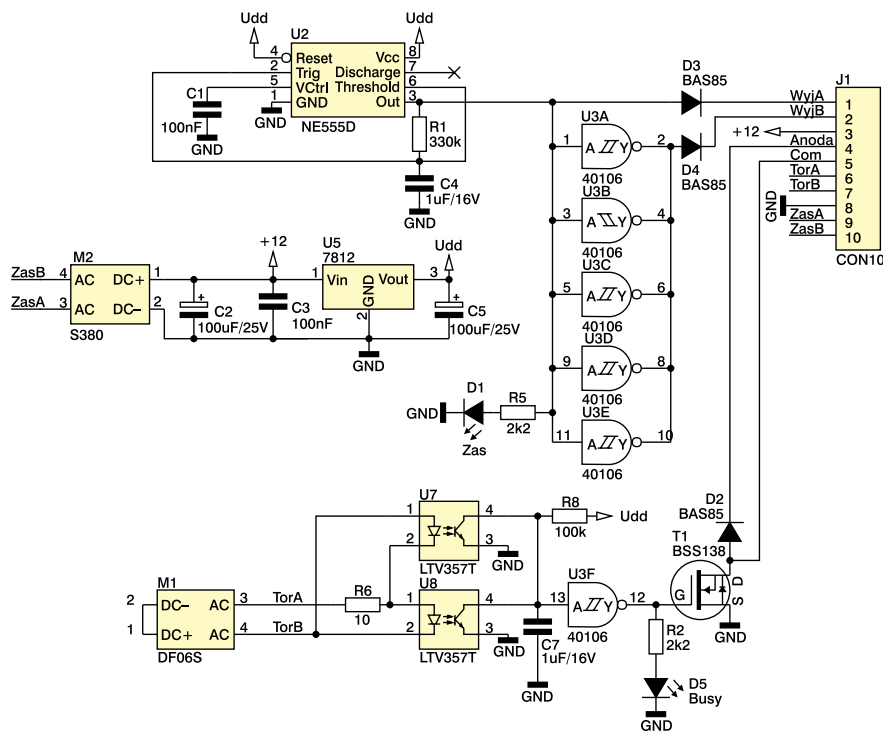 Udd
U2
Udd
4 Reset Vcc 8
2 Trig Discharge 7
5 VCtrl Threshold 6
1 GND Out 3
NE555D
C1
100nF
GND
GND
R1
330k
C4
1uF/16V
GND
D3
BAS85
D4
BAS85
J1
WyjA 1
WyjB 2
+12 3
Anoda 4
Com 5
TorA 6
TorB 7
GND 8
ZasA 9
ZasB 10
CON10
U3A
1 A Y 2
40106
U3B
3 A Y 4
40106
U3C
5 A Y 6
40106
U3D
9 A Y 8
40106
U3E
11 A Y 10
40106
M2
ZasB 4 AC DC+ 1
ZasA 3 AC DC– 2
S380
+12
U5
7812
1 Vin Vout 3
GND
2
Udd
+
C2
100uF/25V
C3
100nF
+
C5
100uF/25V
GND
GND
D1
Zas
R5
2k2
U7
1 4
2 3
LTV357T
GND
R8
100k
Udd
U8
1 4
2 3
LTV357T
GND
M1
2 DC– AC 3
1 DC+ AC 4
DF06S
TorA
TorB
R6
10
C7
1uF/16V
GND
U3F
13 A Y 12
40106
D2
BAS85
T1
BSS138
G
D
S
GND
R2
2k2
D5
Busy
GND